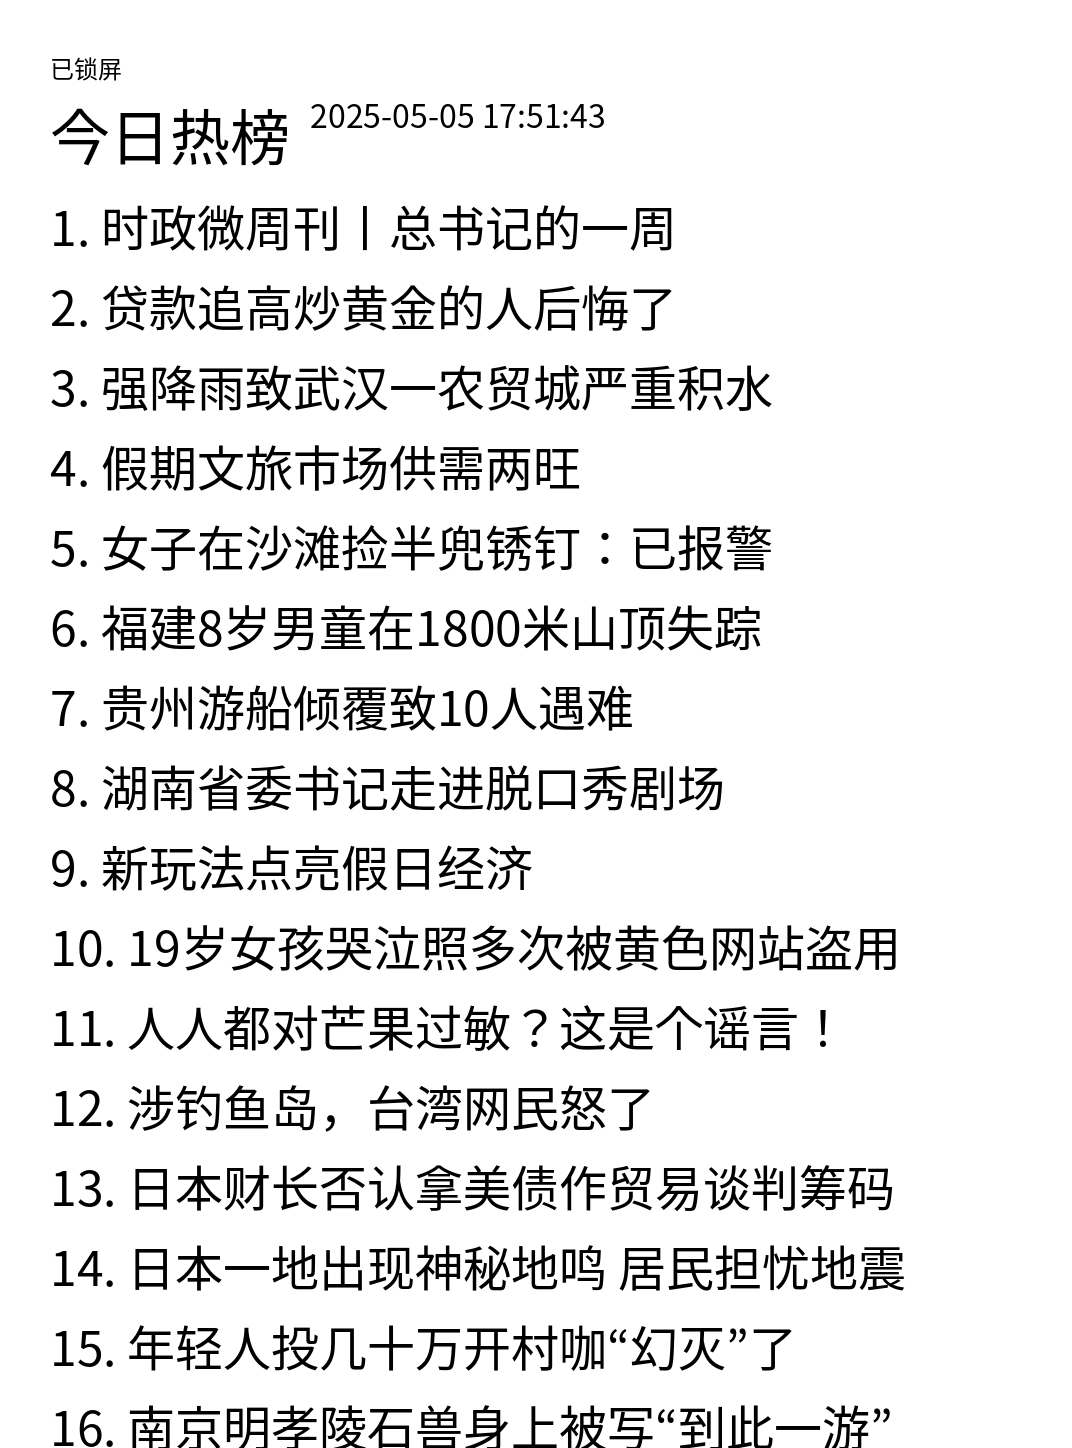 已锁屏
今日热榜 2025-05-05 17:51:43
1. 时政微周刊丨总书记的一周
2. 贷款追高炒黄金的人后悔了
3. 强降雨致武汉一农贸城严重积水
4. 假期文旅市场供需两旺
5. 女子在沙滩捡半兜锈钉：已报警
6. 福建8岁男童在1800米山顶失踪
7. 贵州游船倾覆致10人遇难
8. 湖南省委书记走进脱口秀剧场
9. 新玩法点亮假日经济
10. 19岁女孩哭泣照多次被黄色网站盗用
11. 人人都对芒果过敏？这是个谣言！
12. 涉钓鱼岛，台湾网民怒了
13. 日本财长否认拿美债作贸易谈判筹码
14. 日本一地出现神秘地鸣 居民担忧地震
15. 年轻人投几十万开村咖“幻灭”了
16. 南京明孝陵石兽身上被写“到此一游”